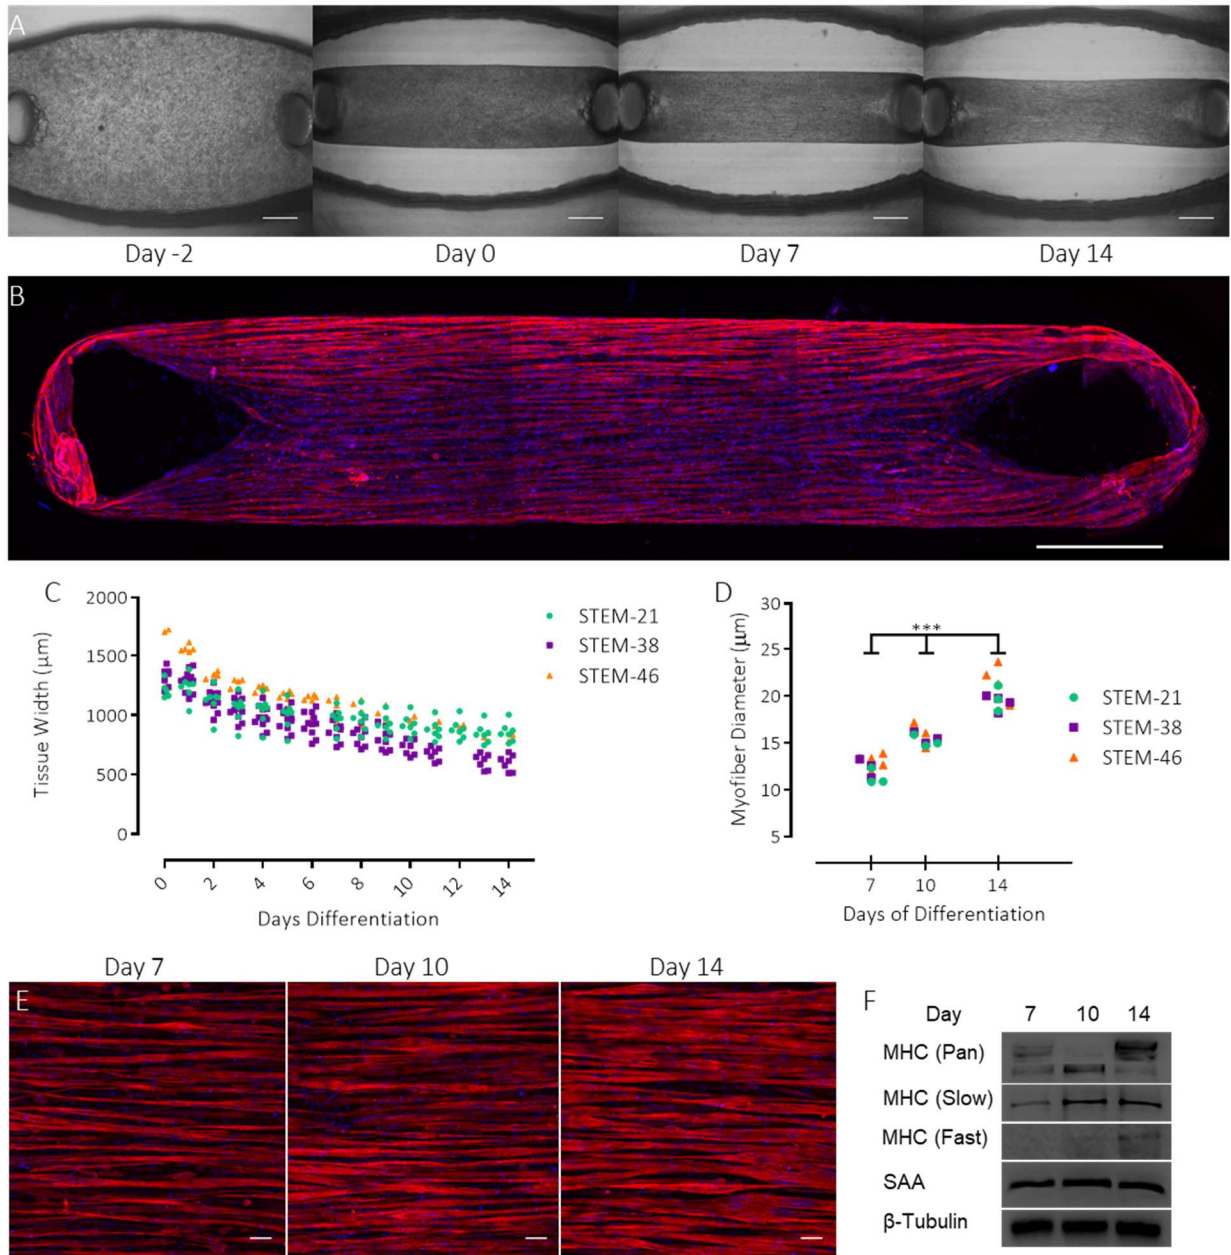 A
Day -2 Day 0 Day 7 Day 14
B
C
2000
1500
1000
500
0
Tissue Width (μm)
0 2 4 6 8 10 12 14
Days Differentiation
STEM-21
STEM-38
STEM-46
D
30
25
20
15
10
5
Myofiber Diameter (μm)
***
7 10 14
Days of Differentiation
STEM-21
STEM-38
STEM-46
Day 7 Day 10 Day 14
E
F
Day 7 10 14
MHC (Pan)
MHC (Slow)
MHC (Fast)
SAA
β-Tubulin